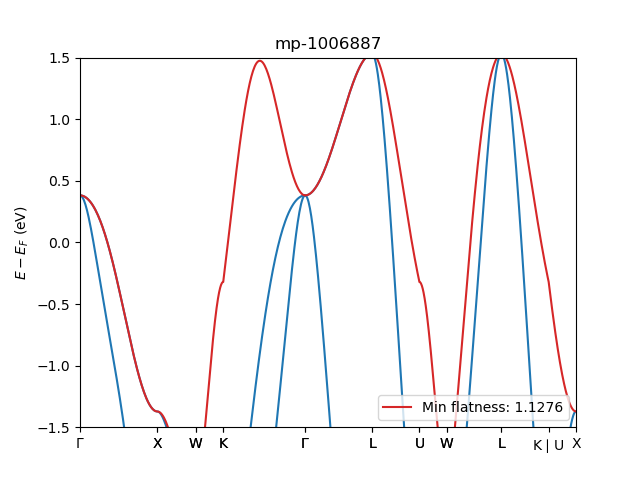 mp-1006887
1.5
1.0
0.5
0.0
−0.5
−1.0
−1.5
E − E_F (eV)
Γ X W K Γ L U W L K | U X
Min flatness: 1.1276